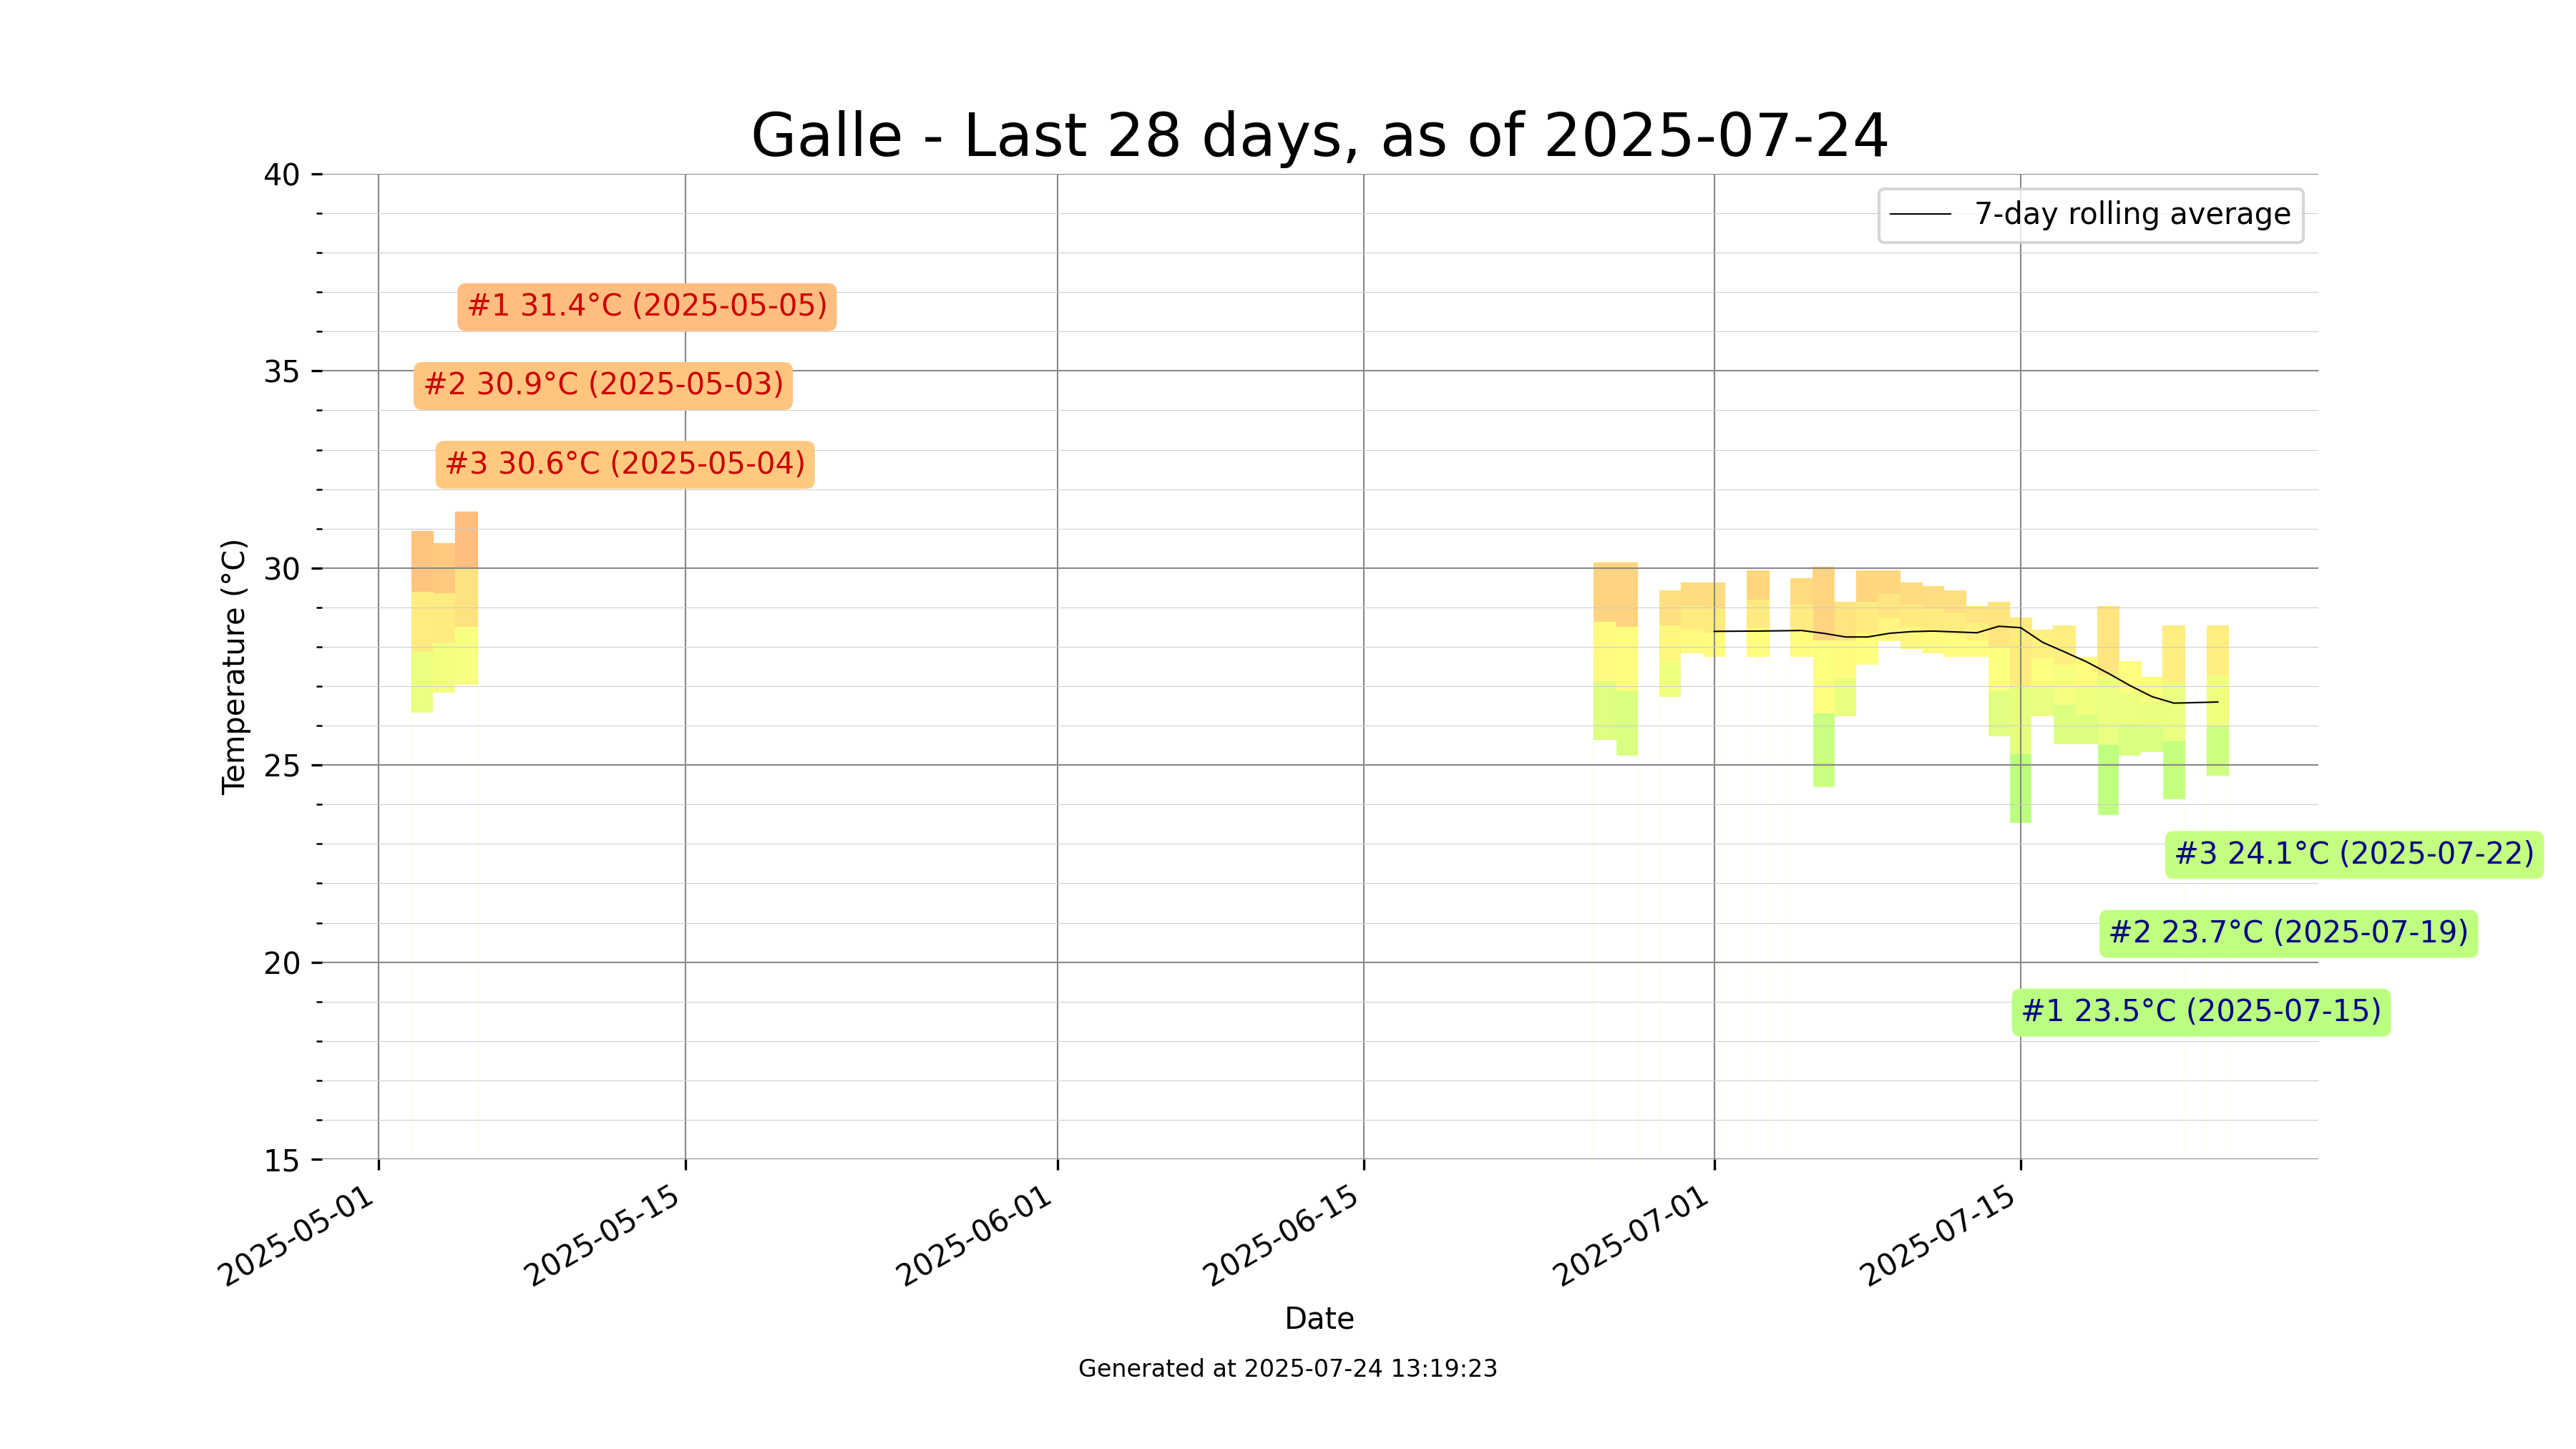 Galle - Last 28 days, as of 2025-07-24
7-day rolling average
40
35
30
25
20
15
Temperature (°C)
#1 31.4°C (2025-05-05)
#2 30.9°C (2025-05-03)
#3 30.6°C (2025-05-04)
#3 24.1°C (2025-07-22)
#2 23.7°C (2025-07-19)
#1 23.5°C (2025-07-15)
2025-05-01
2025-05-15
2025-06-01
2025-06-15
2025-07-01
2025-07-15
Date
Generated at 2025-07-24 13:19:23